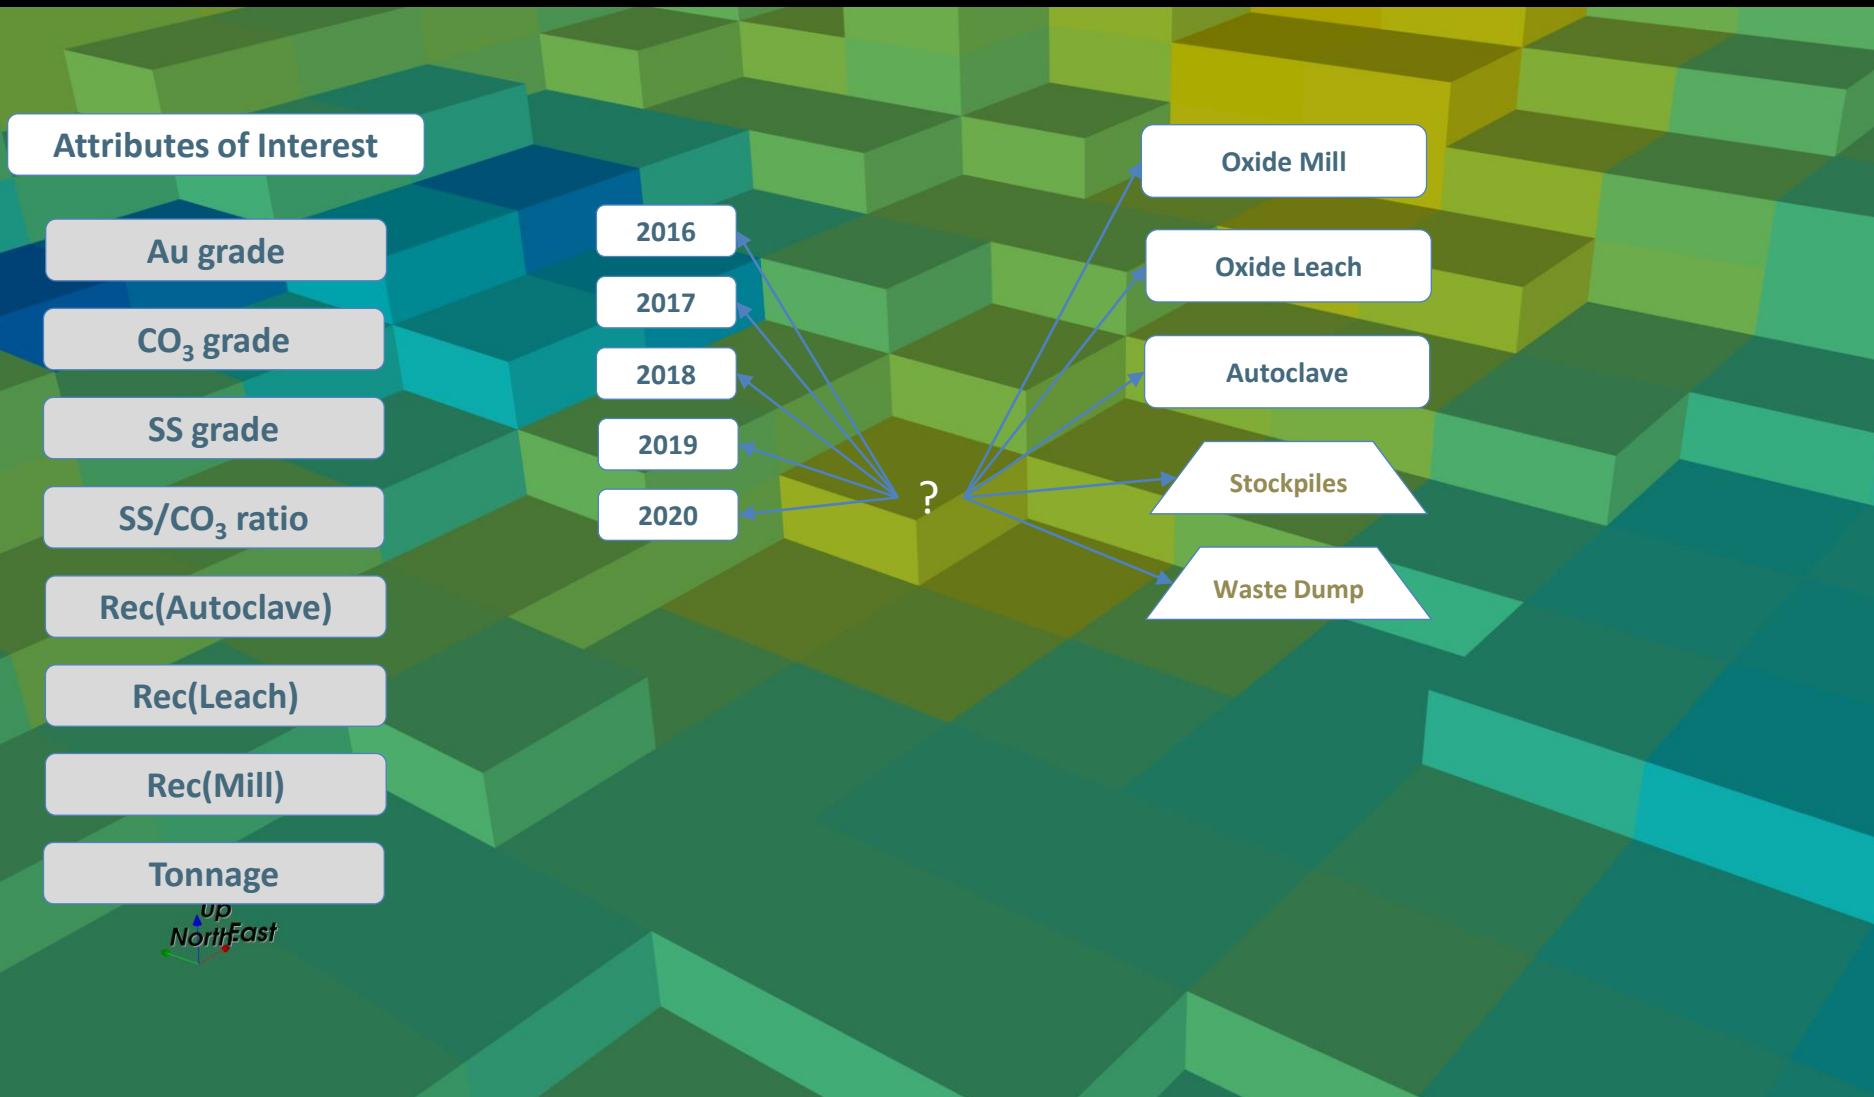 Attributes of Interest
Au grade
CO₃ grade
SS grade
SS/CO₃ ratio
Rec(Autoclave)
Rec(Leach)
Rec(Mill)
Tonnage
2016
2017
2018
2019
2020
?
Oxide Mill
Oxide Leach
Autoclave
Stockpiles
Waste Dump
Up
North
East